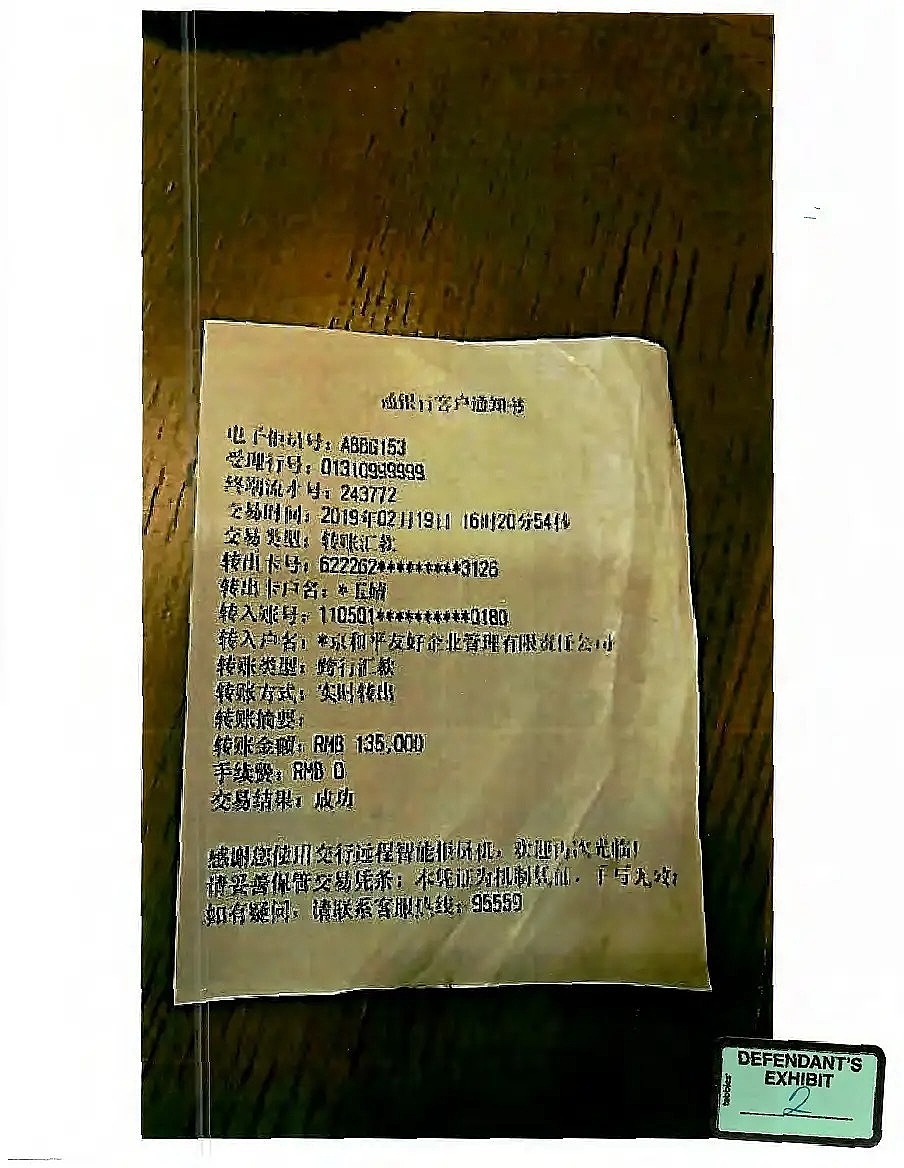 银行客户通知书
电子柜员号：ABBG153
受理行号：01310999999
终端流水号：243772
交易时间：2019年02月19日 16时20分54秒
交易类型：转账汇款
转出卡号：622262*********3126
转出卡户名：*玉
转入账号：110501**********0180
转入户名：*京和平友好企业管理有限责任公司
转账类型：跨行汇款
转账方式：实时转出
转账摘要：
转账金额：RMB 135,000
手续费：RMB 0
交易结果：成功
感谢您使用交行远程智能柜员机，欢迎再次光临！
请妥善保管交易凭条；本凭证为机制凭证，手写无效；
如有疑问，请联系客服热线：95559
DEFENDANT'S
EXHIBIT
2